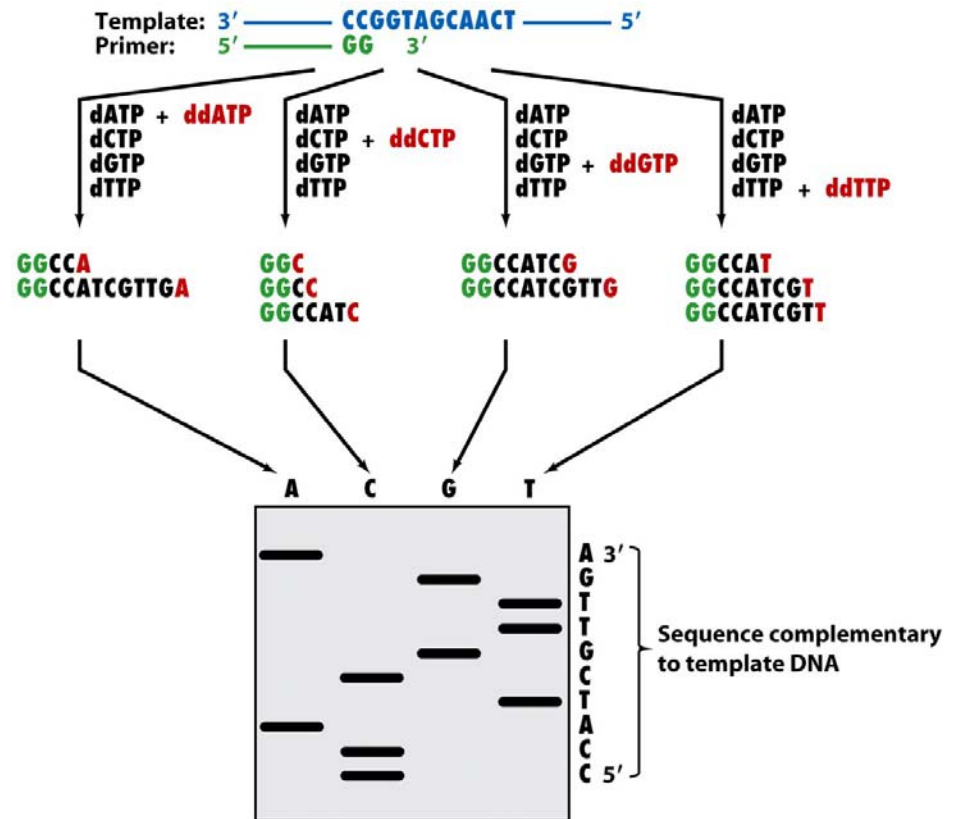 Template: 3′ CCGGTAGCAACT 5′
Primer: 5′ GG 3′
dATP + ddATP
dCTP
dGTP
dTTP
dATP
dCTP + ddCTP
dGTP
dTTP
dATP
dCTP
dGTP + ddGTP
dTTP
dATP
dCTP
dGTP
dTTP + ddTTP
GGCCA
GGCCATCGTTGA
GGC
GGCC
GGCCATC
GGCCATCG
GGCCATCGTTG
GGCCAT
GGCCATCGT
GGCCATCGTT
A C G T
A 3′
G
T
T
G
C
T
A
C
C 5′
Sequence complementary
to template DNA